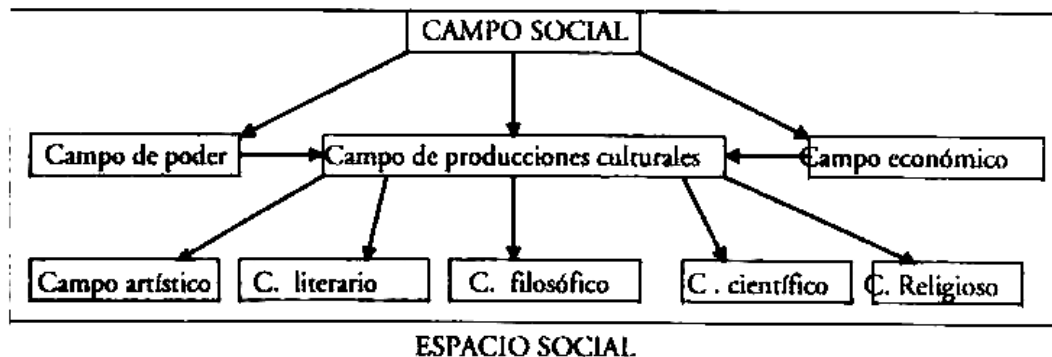 CAMPO SOCIAL
Campo de poder
Campo de producciones culturales
Campo económico
Campo artístico
C. literario
C. filosófico
C . científico
C. Religioso
ESPACIO SOCIAL